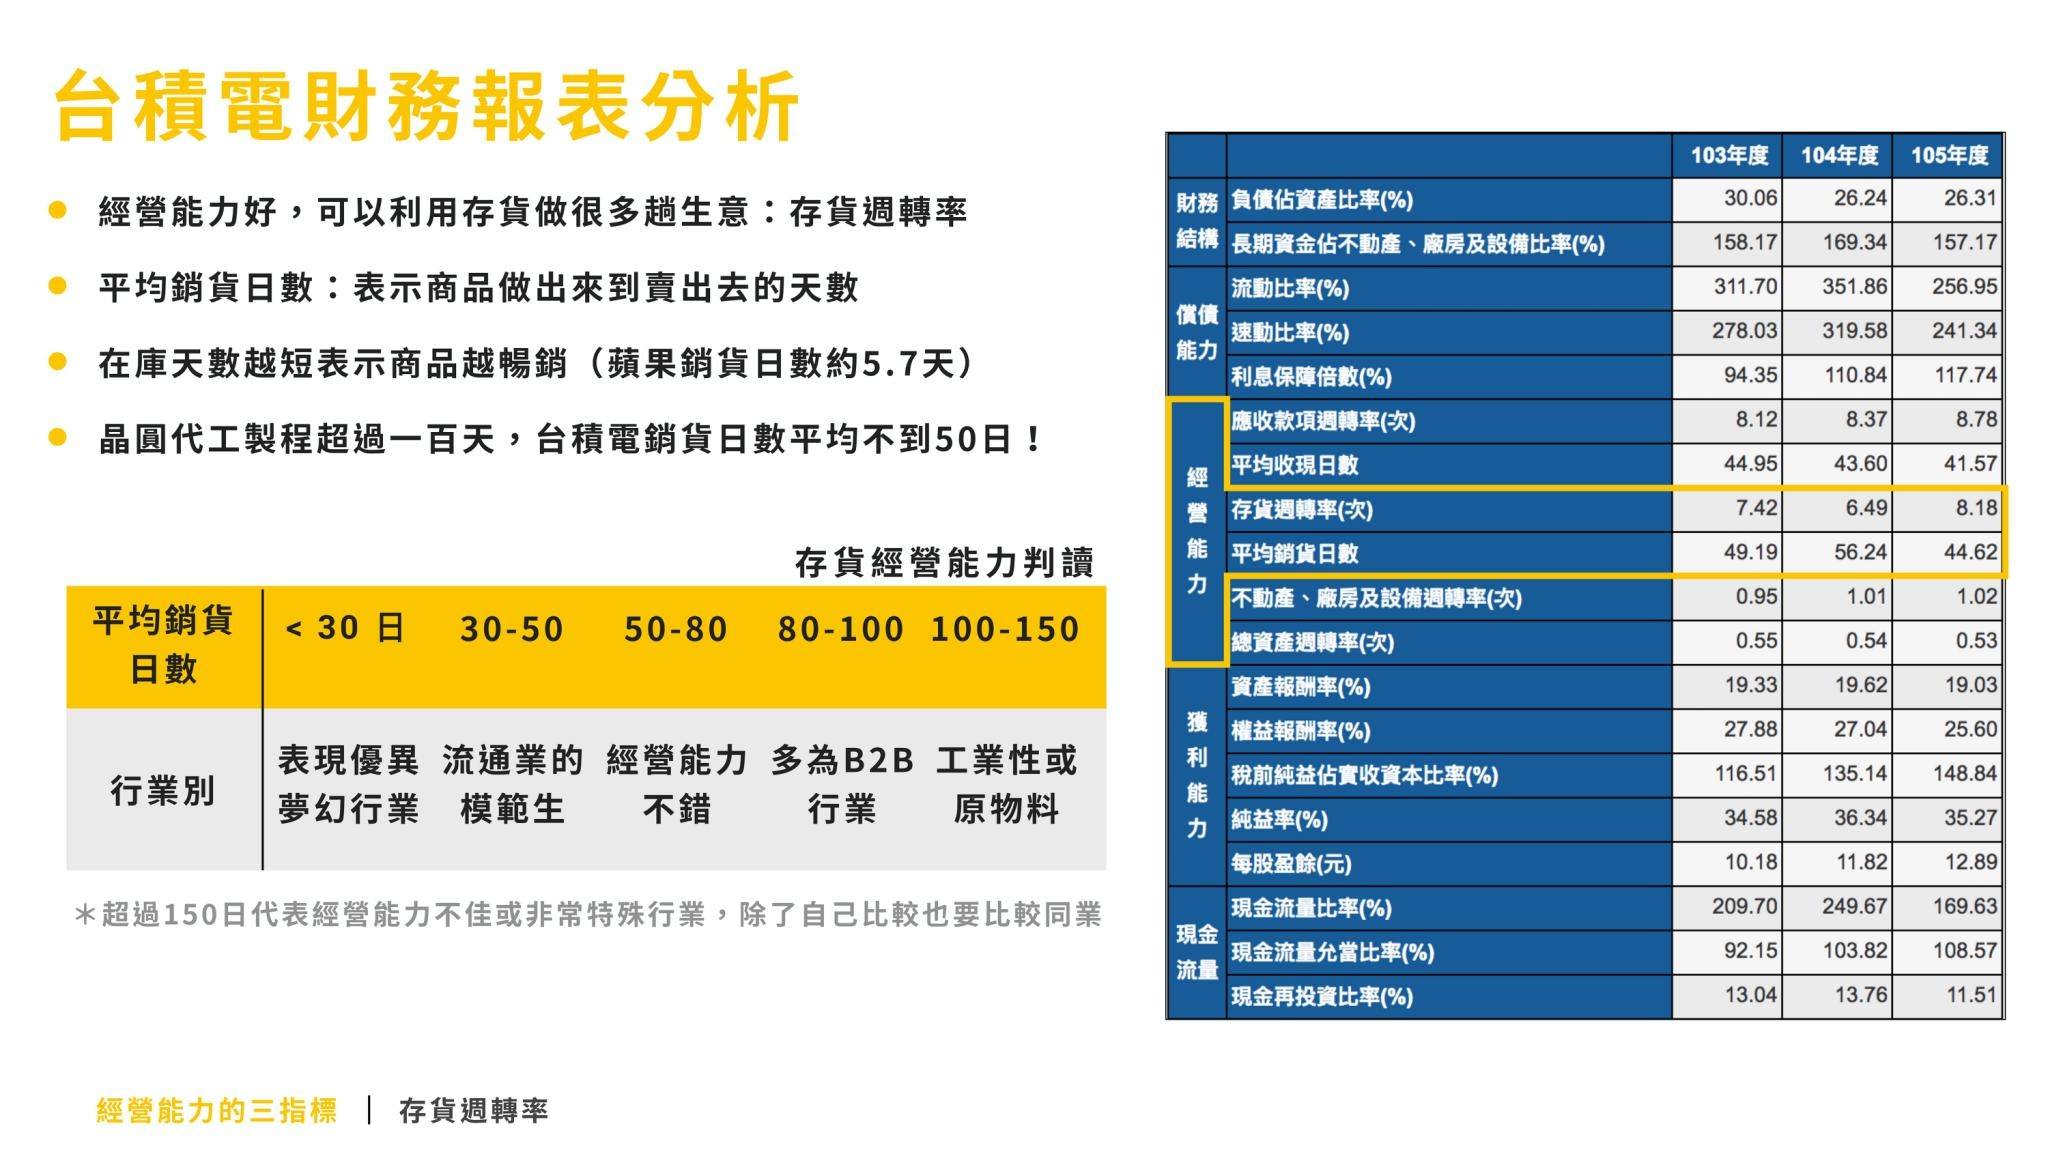 台積電財務報表分析
經營能力好，可以利用存貨做很多趟生意：存貨週轉率
平均銷貨日數：表示商品做出來到賣出去的天數
在庫天數越短表示商品越暢銷（蘋果銷貨日數約5.7天）
晶圓代工製程超過一百天，台積電銷貨日數平均不到50日！
存貨經營能力判讀
平均銷貨日數 < 30 日 30-50 50-80 80-100 100-150
行業別 表現優異夢幻行業 流通業的模範生 經營能力不錯 多為B2B行業 工業性或原物料
＊超過150日代表經營能力不佳或非常特殊行業，除了自己比較也要比較同業
103年度 104年度 105年度
財務結構
負債佔資產比率(%) 30.06 26.24 26.31
長期資金佔不動產、廠房及設備比率(%) 158.17 169.34 157.17
償債能力
流動比率(%) 311.70 351.86 256.95
速動比率(%) 278.03 319.58 241.34
利息保障倍數(%) 94.35 110.84 117.74
經營能力
應收款項週轉率(次) 8.12 8.37 8.78
平均收現日數 44.95 43.60 41.57
存貨週轉率(次) 7.42 6.49 8.18
平均銷貨日數 49.19 56.24 44.62
不動產、廠房及設備週轉率(次) 0.95 1.01 1.02
總資產週轉率(次) 0.55 0.54 0.53
獲利能力
資產報酬率(%) 19.33 19.62 19.03
權益報酬率(%) 27.88 27.04 25.60
稅前純益佔實收資本比率(%) 116.51 135.14 148.84
純益率(%) 34.58 36.34 35.27
每股盈餘(元) 10.18 11.82 12.89
現金流量
現金流量比率(%) 209.70 249.67 169.63
現金流量允當比率(%) 92.15 103.82 108.57
現金再投資比率(%) 13.04 13.76 11.51
經營能力的三指標 | 存貨週轉率